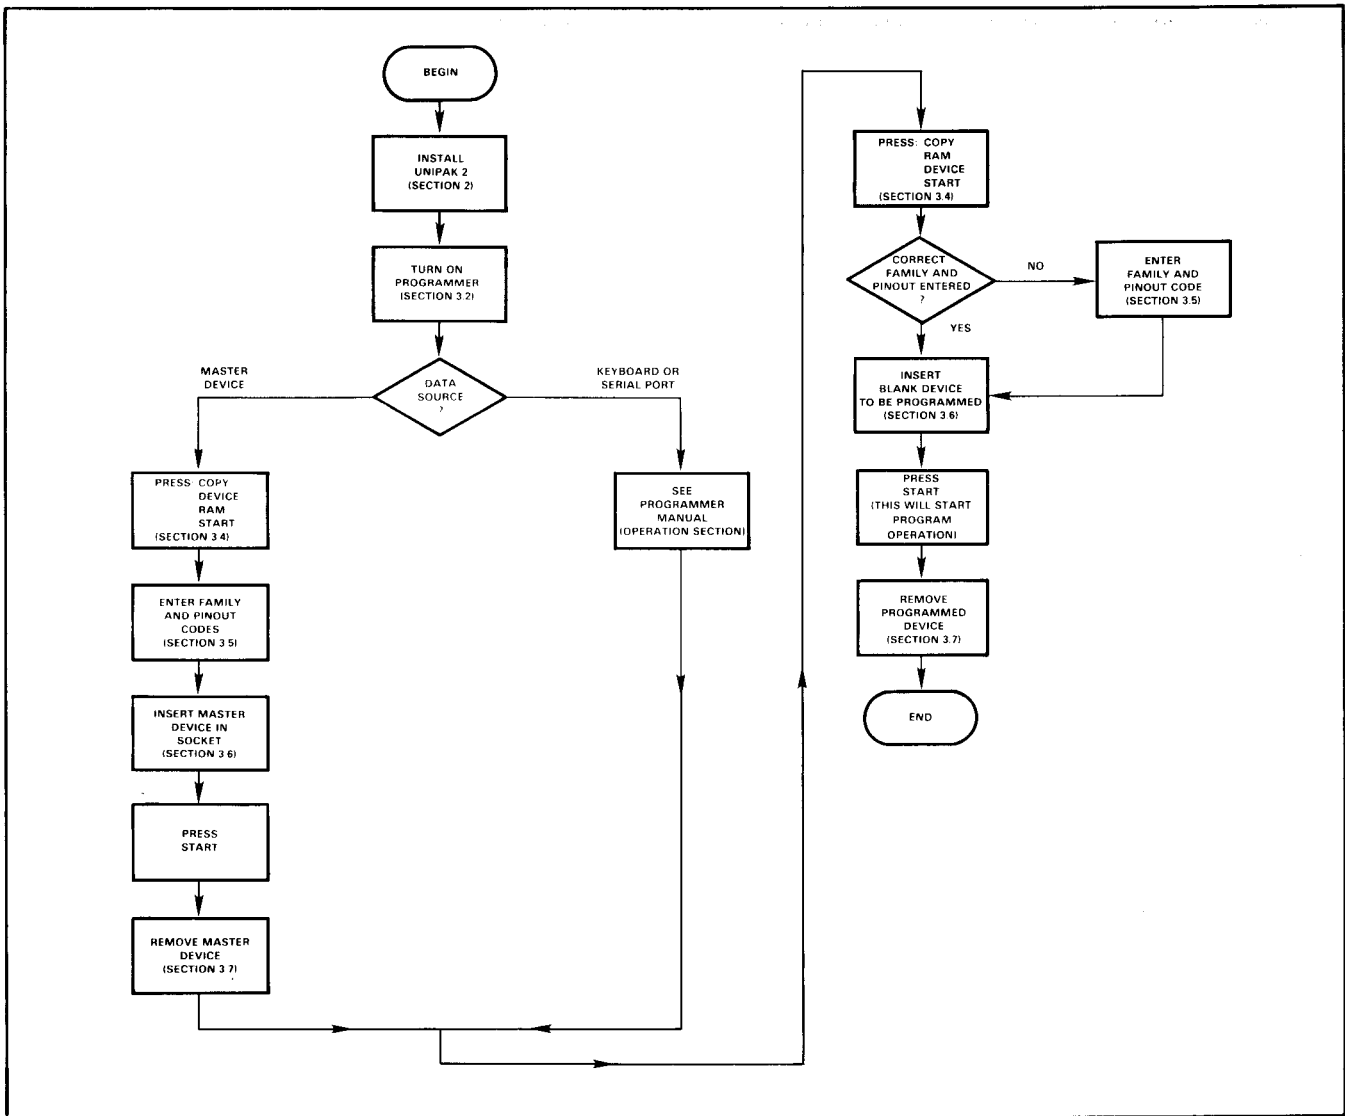 BEGIN
INSTALL
UNIPAK 2
(SECTION 2)
TURN ON
PROGRAMMER
(SECTION 3.2)
DATA
SOURCE
?
MASTER
DEVICE
KEYBOARD OR
SERIAL PORT
PRESS: COPY
DEVICE
RAM
START
(SECTION 3.4)
ENTER FAMILY
AND PINOUT
CODES
(SECTION 3.5)
INSERT MASTER
DEVICE IN
SOCKET
(SECTION 3.6)
PRESS
START
REMOVE MASTER
DEVICE
(SECTION 3.7)
SEE
PROGRAMMER
MANUAL
(OPERATION SECTION)
PRESS: COPY
RAM
DEVICE
START
(SECTION 3.4)
CORRECT
FAMILY AND
PINOUT ENTERED
?
NO
YES
ENTER
FAMILY AND
PINOUT CODE
(SECTION 3.5)
INSERT
BLANK DEVICE
TO BE PROGRAMMED
(SECTION 3.6)
PRESS
START
(THIS WILL START
PROGRAM
OPERATION)
REMOVE
PROGRAMMED
DEVICE
(SECTION 3.7)
END